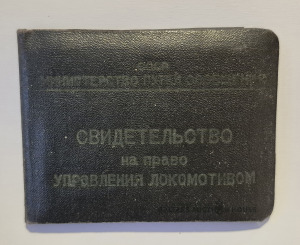 СССР
МИНИСТЕРСТВО ПУТЕЙ СООБЩЕНИЯ
СВИДЕТЕЛЬСТВО
на право
УПРАВЛЕНИЯ ЛОКОМОТИВОМ